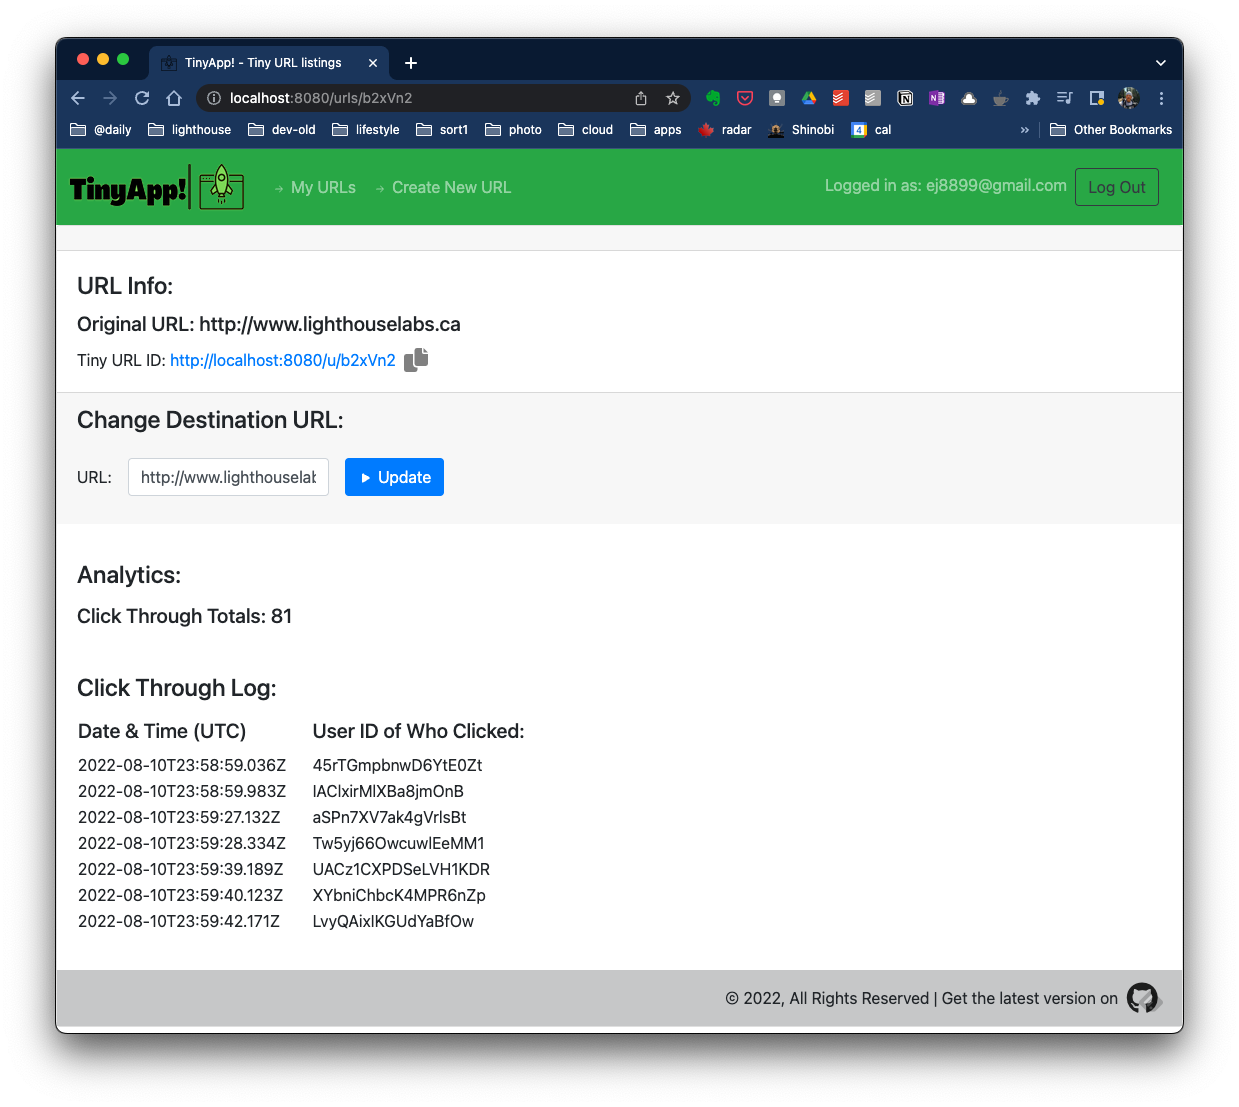 TinyApp! - Tiny URL listings
localhost:8080/urls/b2xVn2
@daily lighthouse dev-old lifestyle sort1 photo cloud apps radar Shinobi 4 cal » Other Bookmarks
TinyApp! → My URLs → Create New URL Logged in as: ej8899@gmail.com Log Out
URL Info:
Original URL: http://www.lighthouselabs.ca
Tiny URL ID: http://localhost:8080/u/b2xVn2
Change Destination URL:
URL: http://www.lighthouselab Update
Analytics:
Click Through Totals: 81
Click Through Log:
Date & Time (UTC) User ID of Who Clicked:
2022-08-10T23:58:59.036Z 45rTGmpbnwD6YtE0Zt
2022-08-10T23:58:59.983Z IAClxirMlXBa8jmOnB
2022-08-10T23:59:27.132Z aSPn7XV7ak4gVrlsBt
2022-08-10T23:59:28.334Z Tw5yj66OwcuwlEeMM1
2022-08-10T23:59:39.189Z UACz1CXPDSeLVH1KDR
2022-08-10T23:59:40.123Z XYbniChbcK4MPR6nZp
2022-08-10T23:59:42.171Z LvyQAixlKGUdYaBfOw
© 2022, All Rights Reserved | Get the latest version on